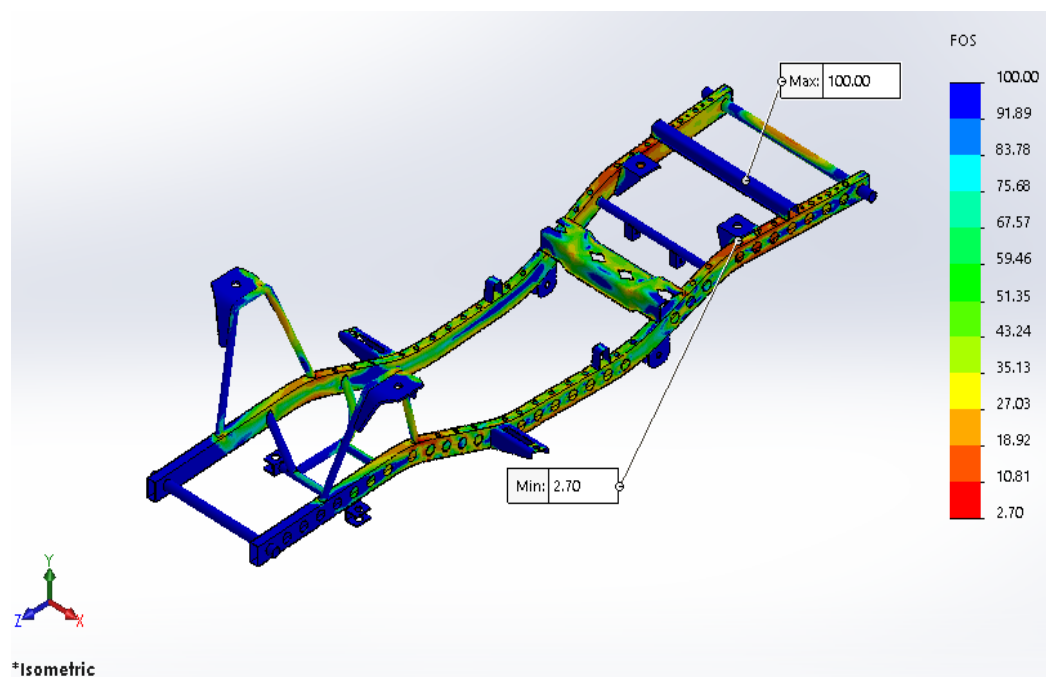 FOS
Max: 100.00
100.00
91.89
83.78
75.68
67.57
59.46
51.35
43.24
35.13
27.03
18.92
10.81
2.70
Min: 2.70
Y
Z
X
*Isometric